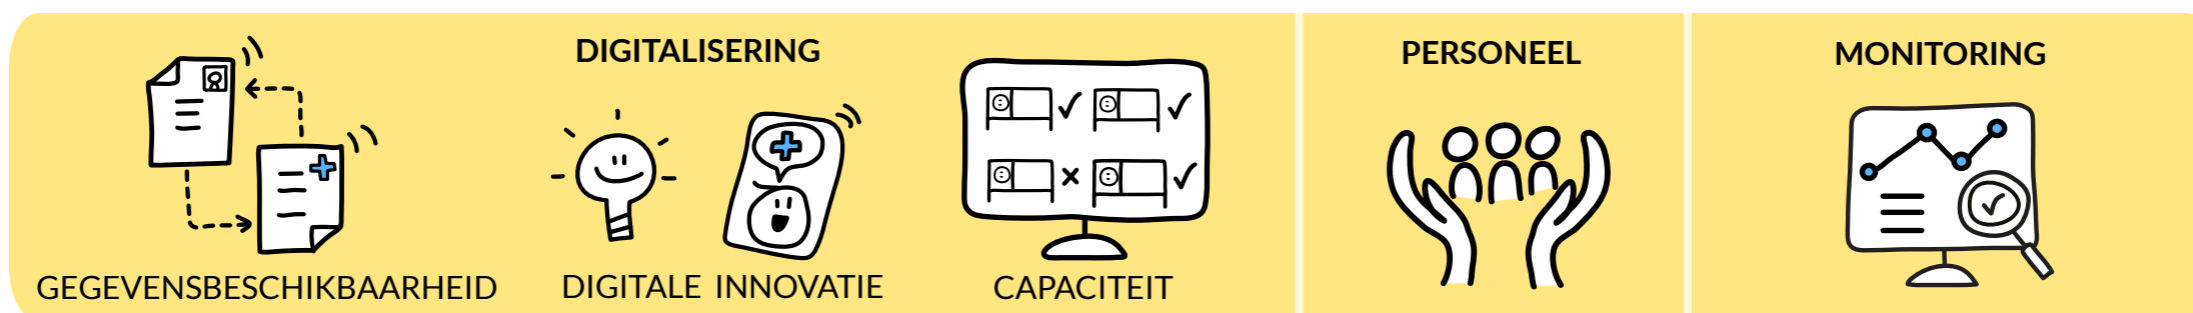 DIGITALISERING
GEGEVENSBESCHIKBAARHEID
DIGITALE INNOVATIE
CAPACITEIT
PERSONEEL
MONITORING